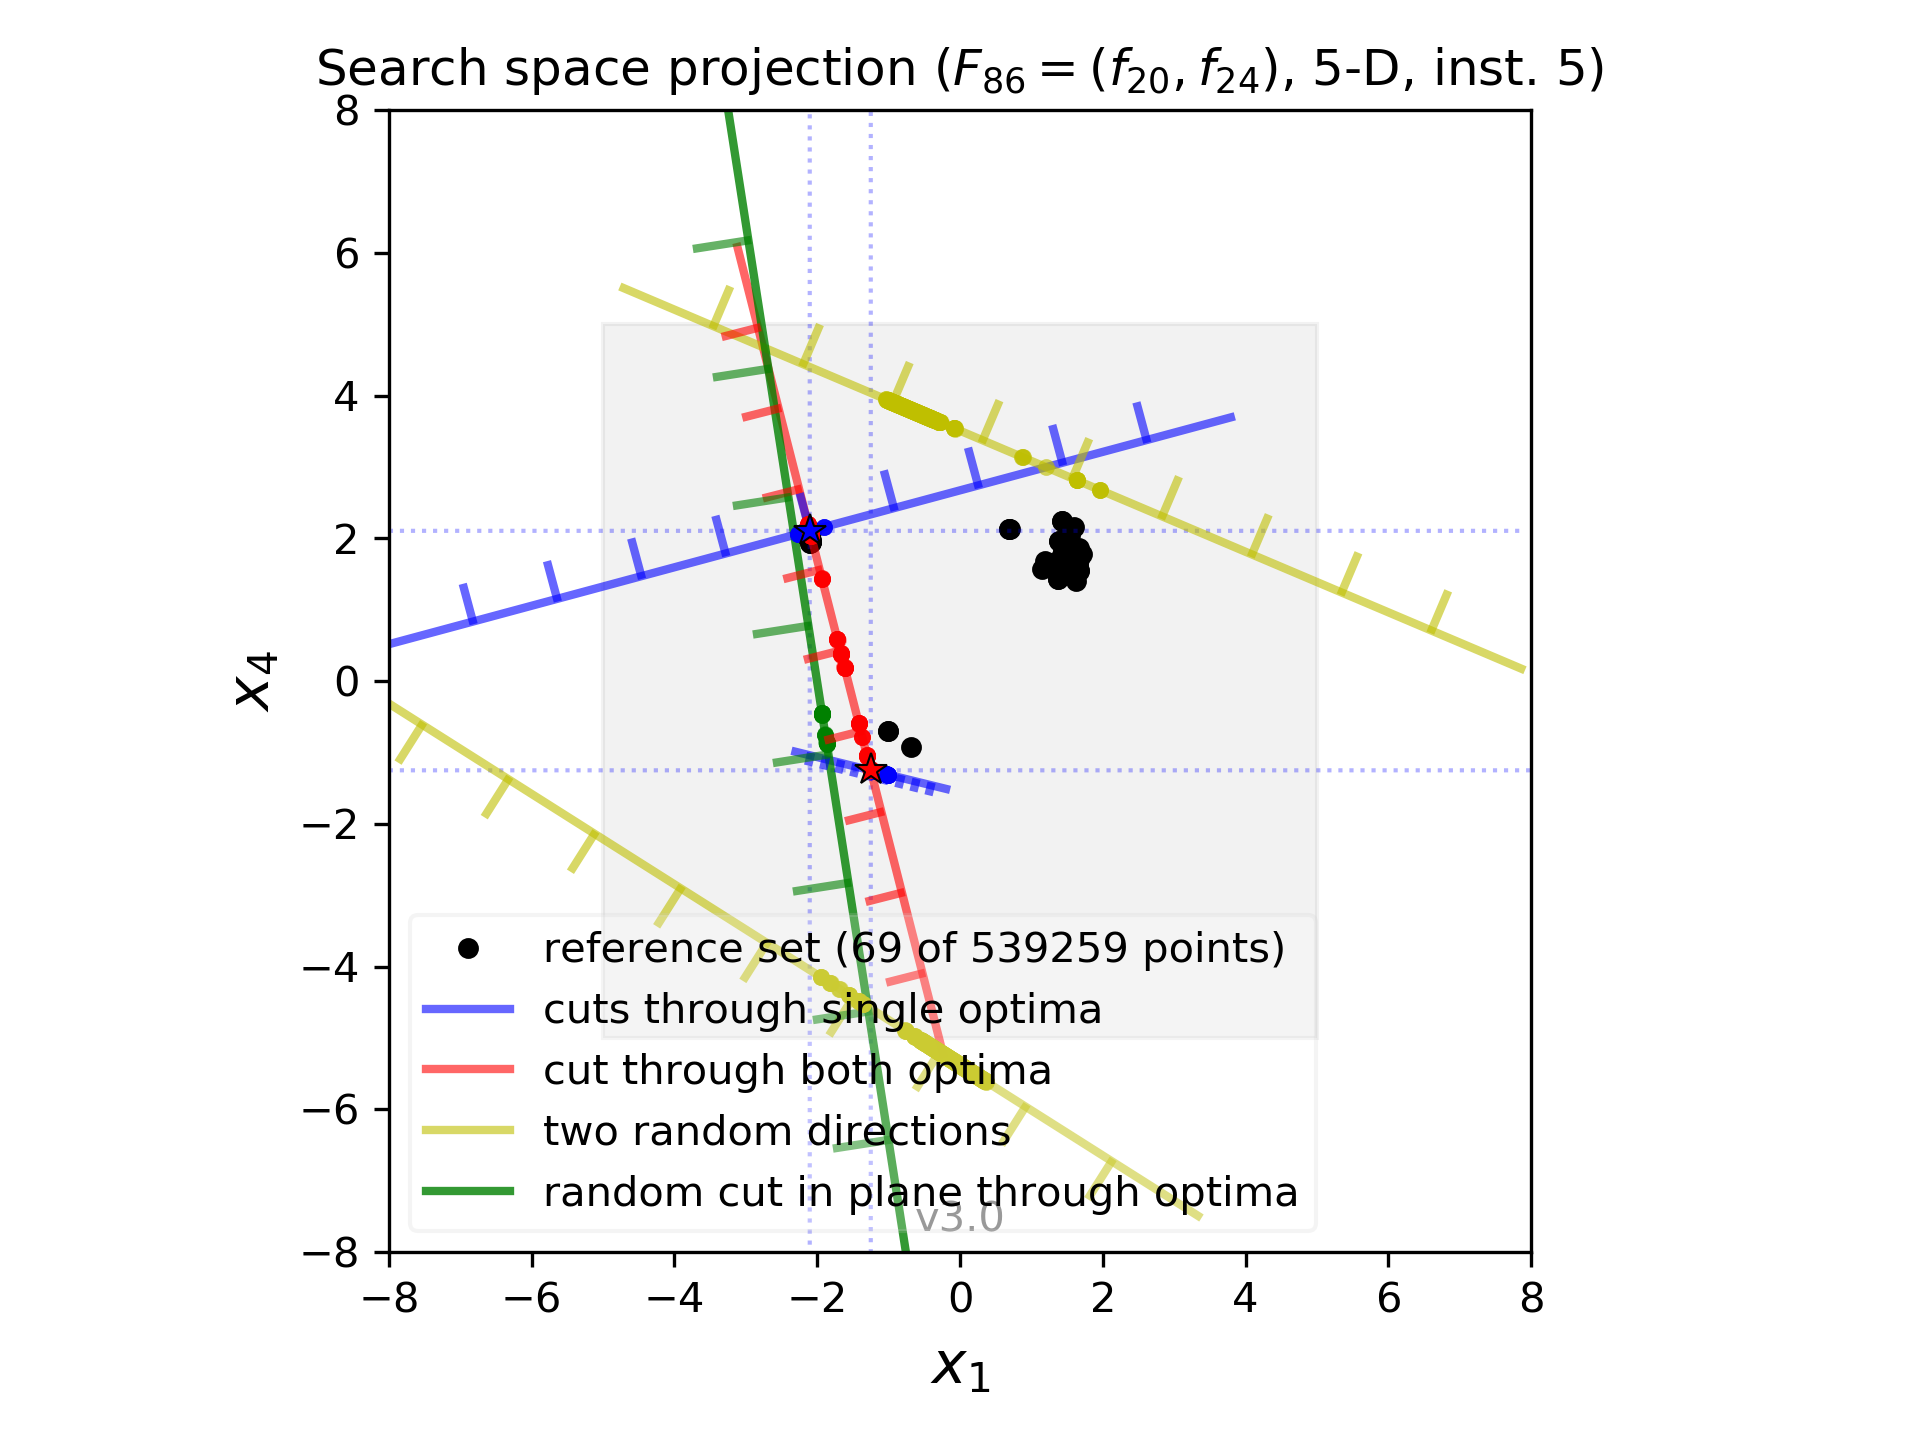 Search space projection (F₈₆ = (f₂₀, f₂₄), 5-D, inst. 5)
8
6
4
2
0
−2
−4
−6
−8
x₄
reference set (69 of 539259 points)
cuts through single optima
cut through both optima
two random directions
random cut in plane through optima
v3.0
−8 −6 −4 −2 0 2 4 6 8
x₁